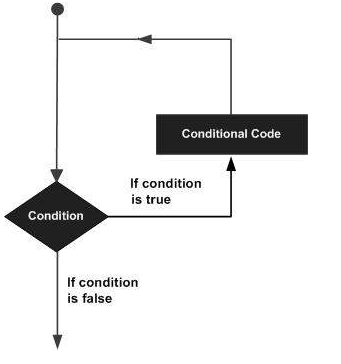 Conditional Code
If condition
is true
Condition
If condition
is false